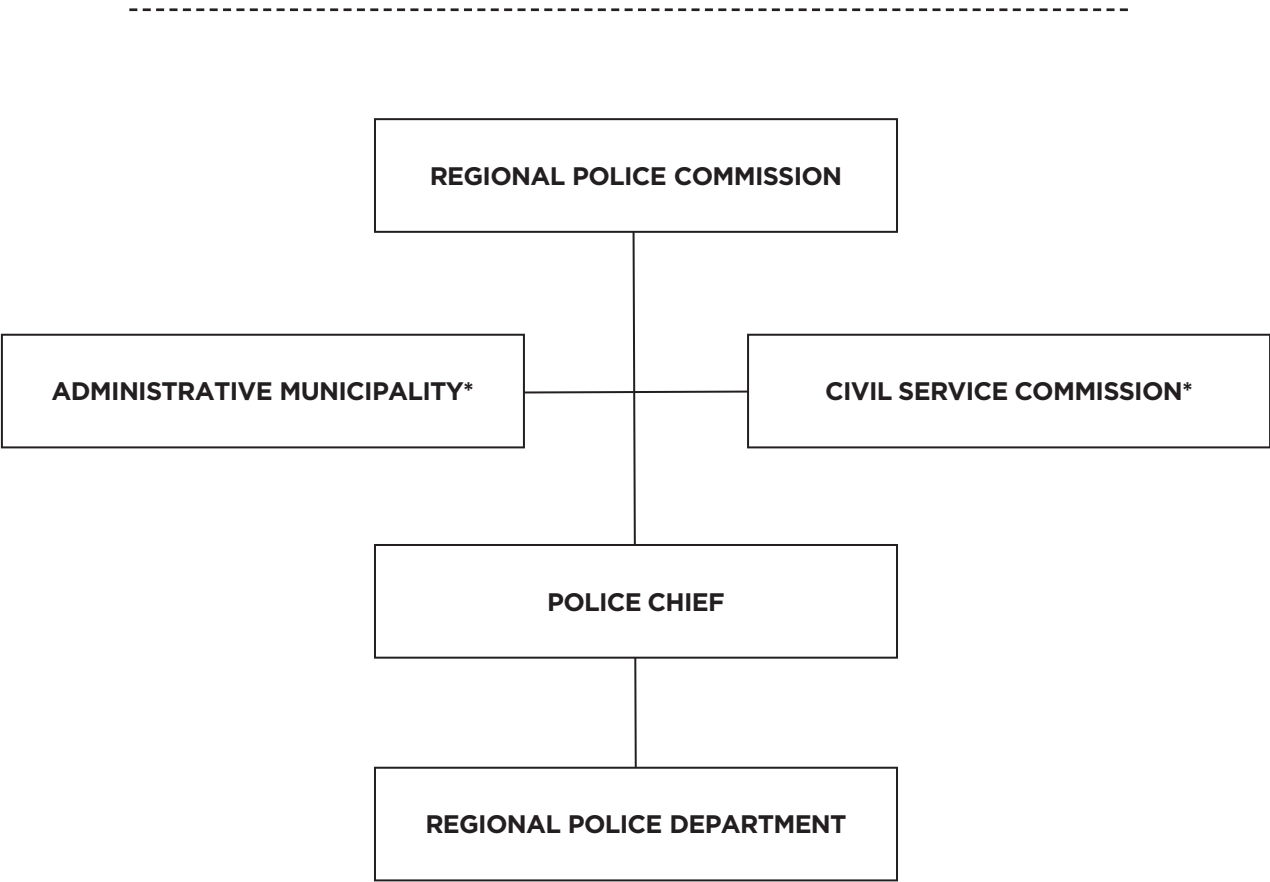 REGIONAL POLICE COMMISSION
ADMINISTRATIVE MUNICIPALITY*
CIVIL SERVICE COMMISSION*
POLICE CHIEF
REGIONAL POLICE DEPARTMENT